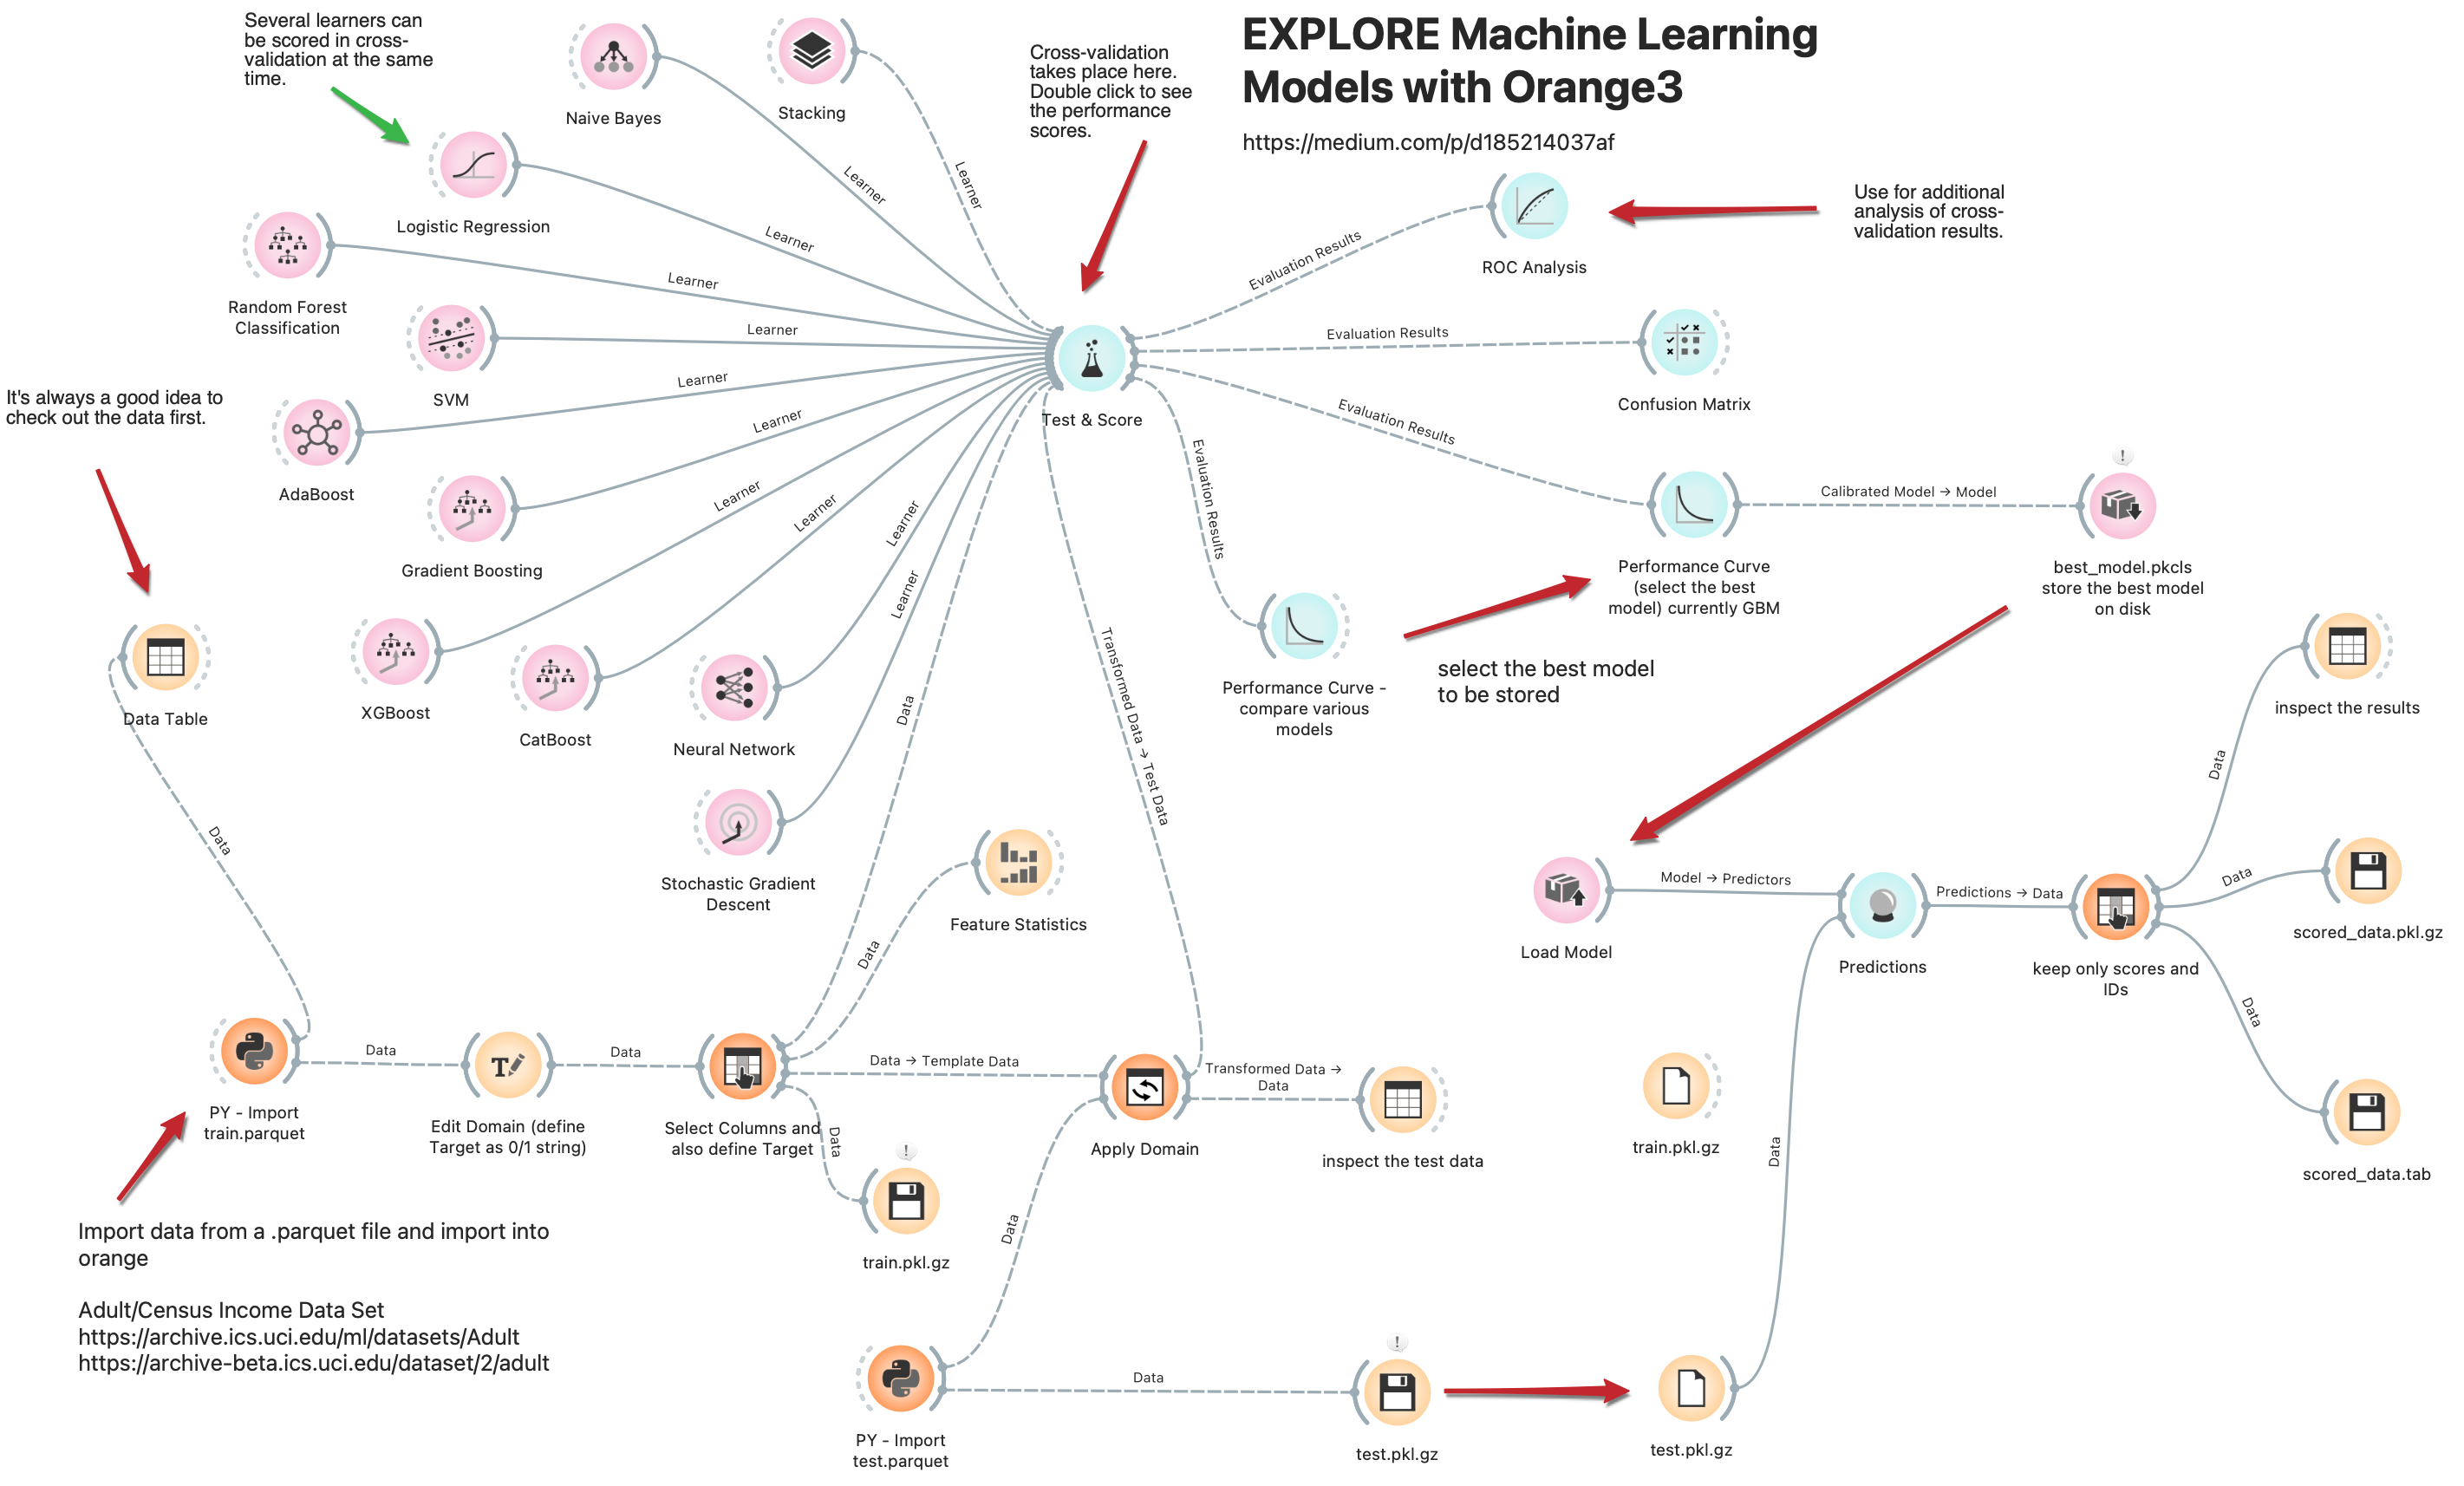 EXPLORE Machine Learning
Models with Orange3
https://medium.com/p/d185214037af
Several learners can
be scored in cross-
validation at the same
time.
Naive Bayes
Stacking
Cross-validation
takes place here.
Double click to see
the performance
scores.
Learner
Learner
Logistic Regression
Learner
Use for additional
analysis of cross-
validation results.
ROC Analysis
Evaluation Results
Random Forest
Classification
Learner
SVM
Learner
Evaluation Results
Confusion Matrix
Test & Score
It's always a good idea to
check out the data first.
AdaBoost
Learner
Gradient Boosting
Learner
Evaluation Results
Evaluation Results
Performance Curve
(select the best
model) currently GBM
Calibrated Model → Model
!
best_model.pkcls
store the best model
on disk
Learner
Learner
Learner
Learner
XGBoost
CatBoost
Neural Network
Stochastic Gradient
Descent
Data Table
Data
Data
Transformed Data → Test Data
Performance Curve -
compare various
models
select the best model
to be stored
inspect the results
Data
Feature Statistics
Data
Load Model
Model → Predictors
Predictions
Predictions → Data
keep only scores and
IDs
Data
scored_data.pkl.gz
Data
scored_data.tab
PY - Import
train.parquet
Data
Edit Domain (define
Target as 0/1 string)
Data
Select Columns and
also define Target
Data → Template Data
Data
!
train.pkl.gz
Apply Domain
Transformed Data →
Data
inspect the test data
train.pkl.gz
Data
Data
Import data from a .parquet file and import into
orange
Adult/Census Income Data Set
https://archive.ics.uci.edu/ml/datasets/Adult
https://archive-beta.ics.uci.edu/dataset/2/adult
PY - Import
test.parquet
Data
!
test.pkl.gz
test.pkl.gz